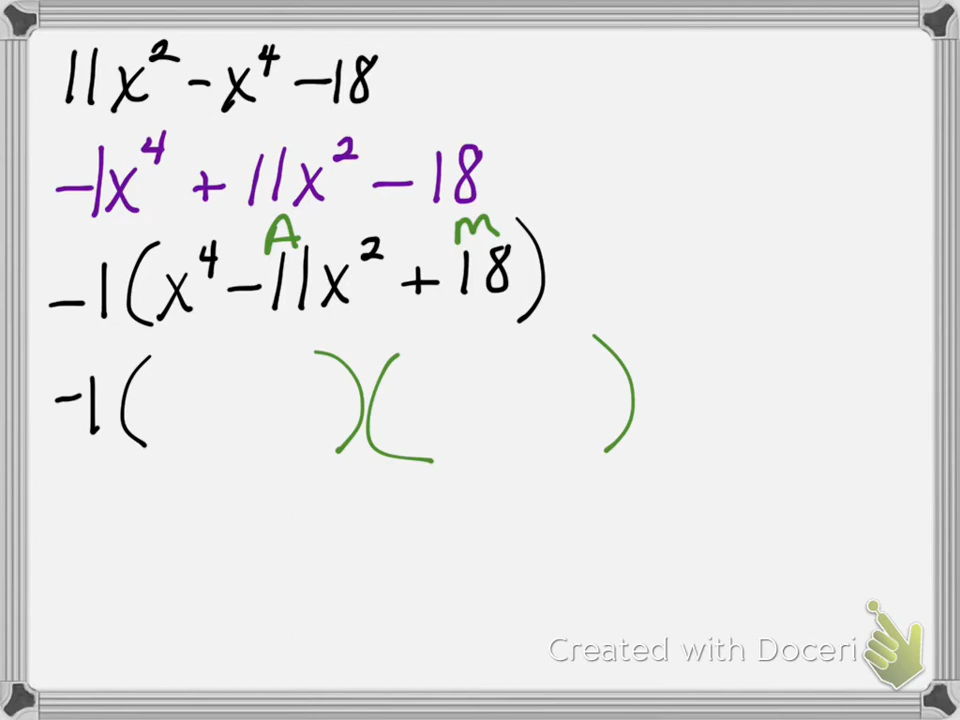 11x² - x⁴ - 18
-1x⁴ + 11x² - 18
A M
-1(x⁴ - 11x² + 18)
-1( )( )
Created with Doceri